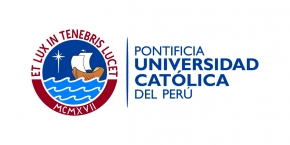 ET LUX IN TENEBRIS LUCET
MCMXVII
PONTIFICIA
UNIVERSIDAD
CATÓLICA
DEL PERÚ